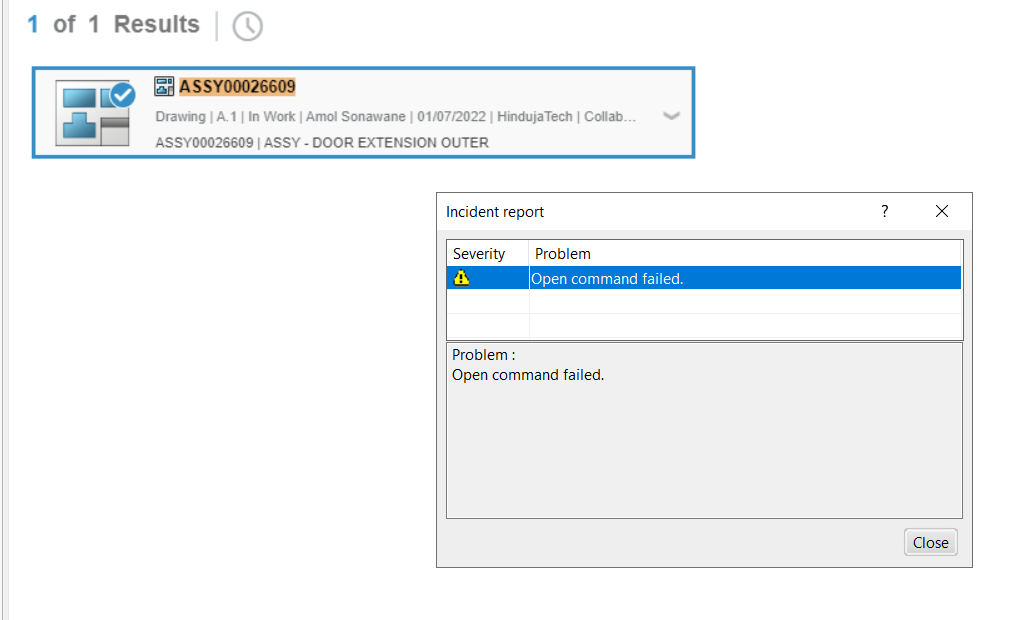 1 of 1 Results
ASSY00026609
Drawing | A.1 | In Work | Amol Sonawane | 01/07/2022 | HindujaTech | Collab...
ASSY00026609 | ASSY - DOOR EXTENSION OUTER
Incident report ?
Severity Problem
Open command failed.
Problem :
Open command failed.
Close